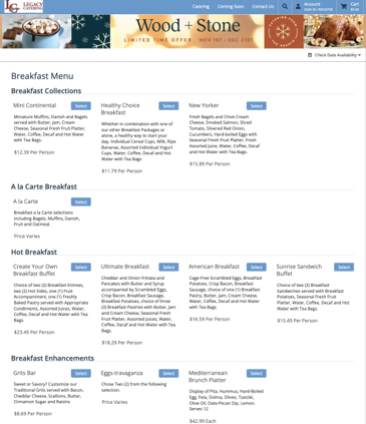 LEGACY
CATERING
Catering Coming Soon Contact Us
Account
SIGN IN / REGISTER
Cart
$0.00
Wood + Stone
LIMITED TIME OFFER
Check Date Availability
Breakfast Menu
Breakfast Collections
Mini Continental Select
Miniature Muffins, Danish and Bagels
served with Butter, Jam, Cream
Cheese, Seasonal Fresh Fruit Platter,
Water, Coffee, Decaf and Hot Water
with Tea Bags.
$12.39 Per Person
Healthy Choice Select
Breakfast
Whether in combination with one of
our other Breakfast Packages or
alone, a healthy way to start your
day. Individual Cereal Cups, Milk, Ripe
Bananas, Assorted Individual Yogurt
Cups, Water, Coffee, Decaf and Hot
Water with Tea Bags.
$11.79 Per Person
New Yorker Select
Fresh Bagels and Chive Cream
Cheese, Smoked Salmon, Sliced
Tomato, Slivered Red Onion,
Cucumbers, Hard-boiled Eggs with
Seasonal Fresh Fruit Platter,
Assorted Juice, Water, Coffee, Decaf
and Hot Water with Tea Bags.
$15.89 Per Person
A la Carte Breakfast
A la Carte Select
Breakfast a la Carte selections
including Bagels, Muffins, Danish,
Fruit and Oatmeal
Price Varies
Hot Breakfast
Create Your Own Select
Breakfast Buffet
Choice of two (2) Breakfast Entrees,
two (2) Hot Sides, one (1) Fruit
Accompaniment, one (1) Freshly
Baked Pastry served with Appropriate
Condiments, Assorted Juices, Water,
Coffee, Decaf and Hot Water with Tea
Bags.
$23.49 Per Person
Ultimate Breakfast Select
Cheddar and Onion Frittata and
Pancakes with Butter and Syrup
accompanied by Scrambled Eggs,
Crisp Bacon, Breakfast Sausage,
Breakfast Potatoes, choice of three
(3) Breakfast Pastries with Butter, Jam
and Cream Cheese, Seasonal Fresh
Fruit Platter, Assorted Juices, Water,
Coffee, Decaf and Hot Water with Tea
Bags.
$18.29 Per Person
American Breakfast Select
Cage-Free Scrambled Eggs, Breakfast
Potatoes, Crisp Bacon, Breakfast
Sausage, choice of one (1) Breakfast
Pastry, Butter, Jam, Cream Cheese,
Water, Coffee, Decaf and Hot Water
with Tea Bags.
$16.59 Per Person
Sunrise Sandwich Select
Buffet
Choice of two (2) Breakfast
Sandwiches served with Breakfast
Potatoes, Seasonal Fresh Fruit
Platter, Water, Coffee, Decaf and Hot
Water with Tea Bags.
$15.49 Per Person
Breakfast Enhancements
Grits Bar Select
Sweet or Savory? Customize our
Traditional Grits served with Bacon,
Cheddar Cheese, Scallions, Butter,
Cinnamon Sugar and Raisins
$8.69 Per Person
Eggs-travaganza Select
Choose Two (2) from the following
selection.
Price Varies
Mediterranean Select
Brunch Platter
Display of Pita, Hummus, Hard-Boiled
Egg, Feta, Dolma, Olives, Tzatziki,
Olive Oil, Date-Pecan Dip, Lemon.
Serves 12
$42.99 Each